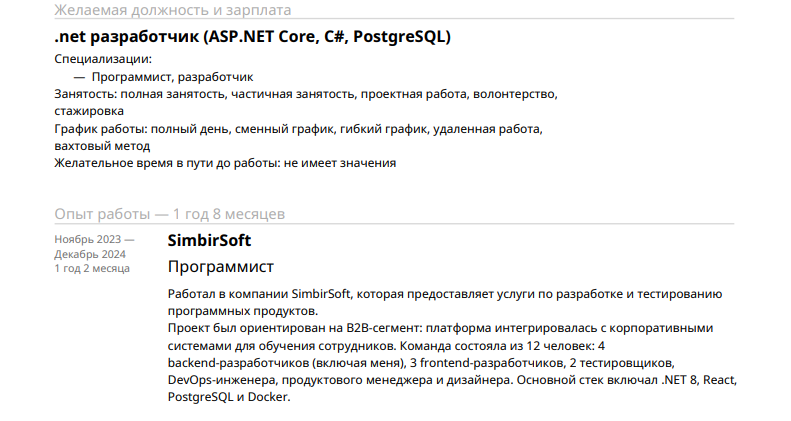 Желаемая должность и зарплата
.net разработчик (ASP.NET Core, C#, PostgreSQL)
Специализации:
— Программист, разработчик
Занятость: полная занятость, частичная занятость, проектная работа, волонтерство,
стажировка
График работы: полный день, сменный график, гибкий график, удаленная работа,
вахтовый метод
Желательное время в пути до работы: не имеет значения
Опыт работы — 1 год 8 месяцев
Ноябрь 2023 —
Декабрь 2024
1 год 2 месяца
SimbirSoft
Программист
Работал в компании SimbirSoft, которая предоставляет услуги по разработке и тестированию
программных продуктов.
Проект был ориентирован на B2B-сегмент: платформа интегрировалась с корпоративными
системами для обучения сотрудников. Команда состояла из 12 человек: 4
backend-разработчиков (включая меня), 3 frontend-разработчиков, 2 тестировщиков,
DevOps-инженера, продуктового менеджера и дизайнера. Основной стек включал .NET 8, React,
PostgreSQL и Docker.